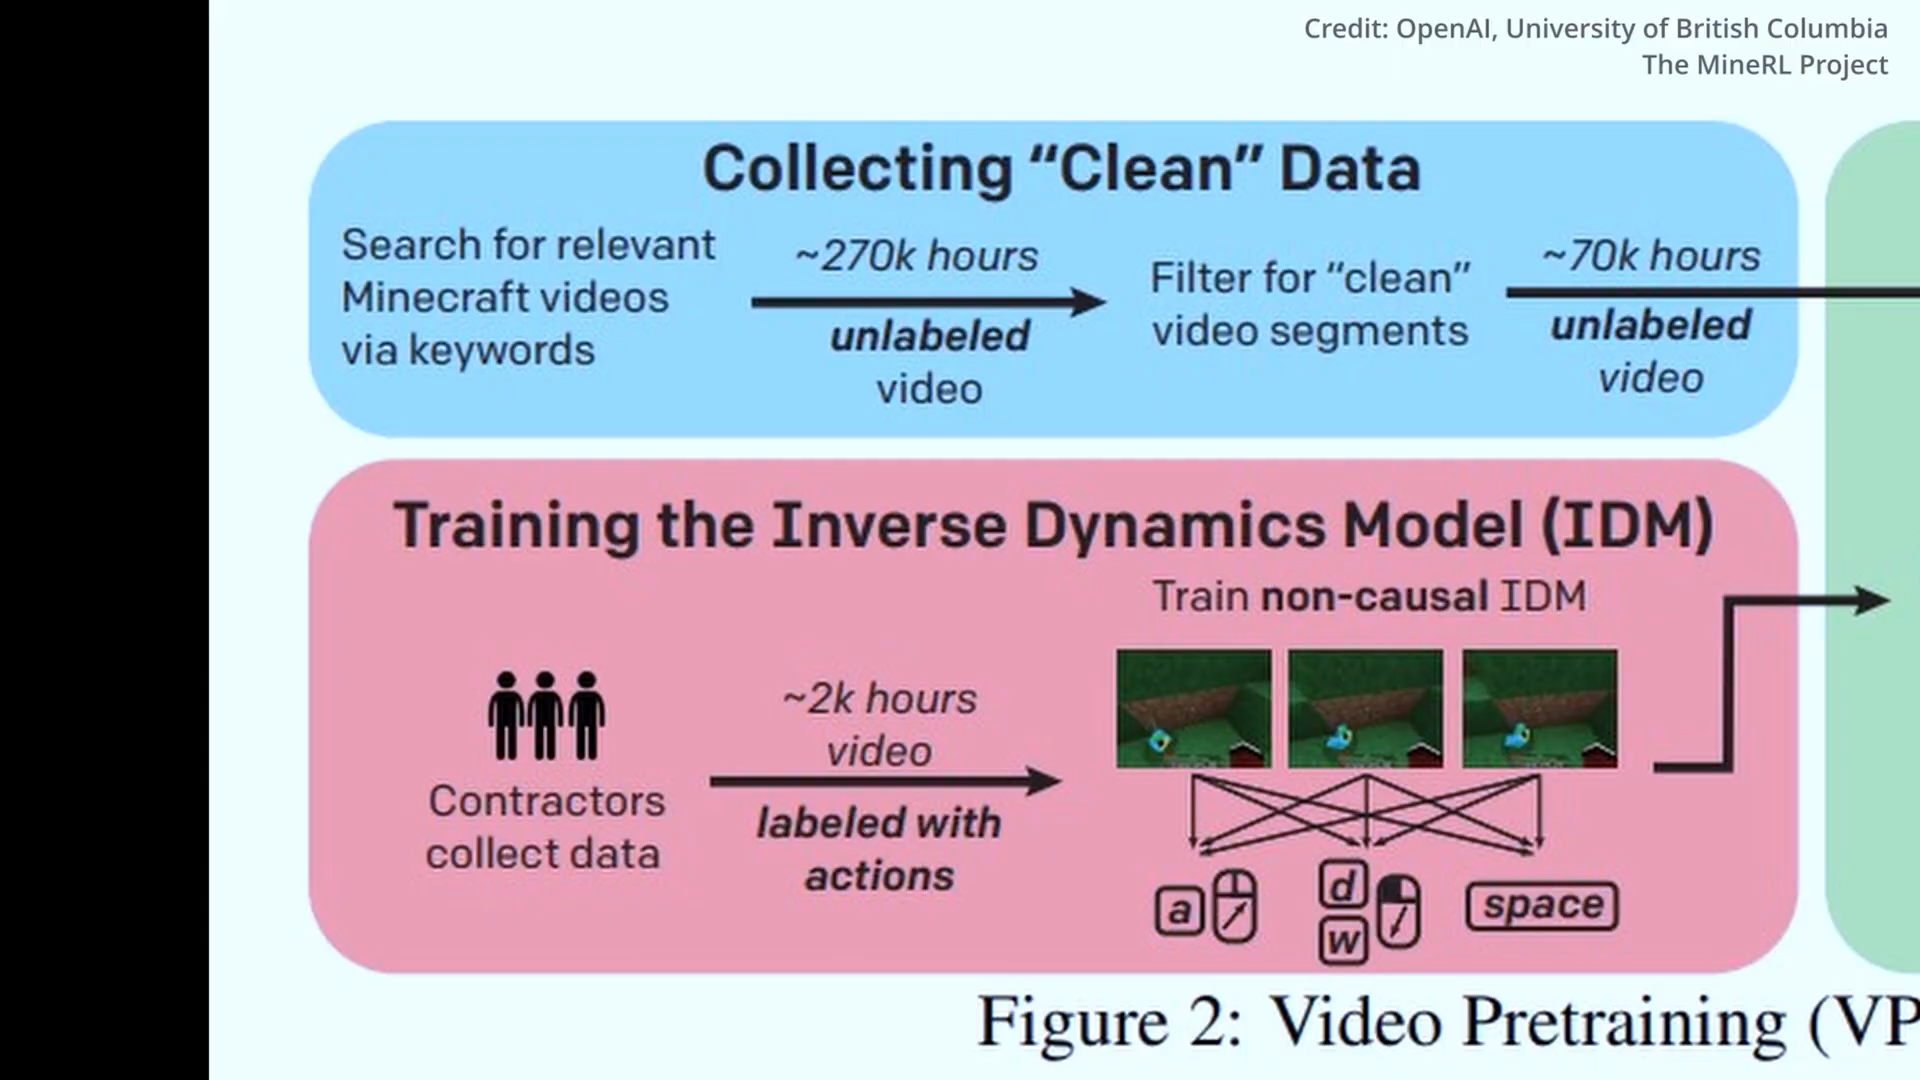 Credit: OpenAI, University of British Columbia
The MineRL Project
Collecting “Clean” Data
Search for relevant
Minecraft videos
via keywords
~270k hours
unlabeled
video
Filter for “clean”
video segments
~70k hours
unlabeled
video
Training the Inverse Dynamics Model (IDM)
Contractors
collect data
~2k hours
video
labeled with
actions
Train non-causal IDM
a
d
w
space
Figure 2: Video Pretraining (VP